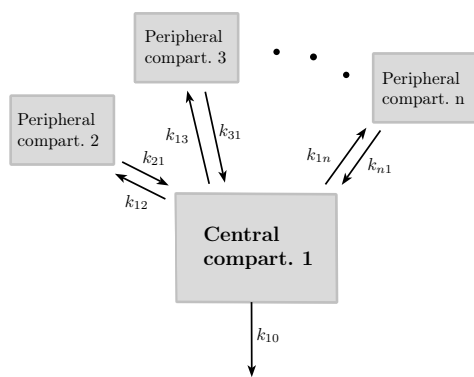 Peripheral
compart. 3
Peripheral
compart. n
Peripheral
compart. 2
k13
k31
k1n
kn1
k21
k12
Central
compart. 1
k10